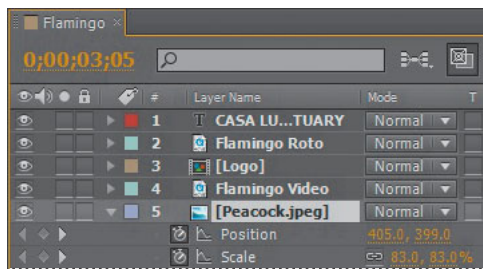 Flamingo ×
0;00;03;05
# Layer Name Mode T
1 T CASA LU...TUARY Normal
2 Flamingo Roto Normal
3 [Logo] Normal
4 Flamingo Video Normal
5 [Peacock.jpeg] Normal
Position 405.0, 399.0
Scale 83.0, 83.0%